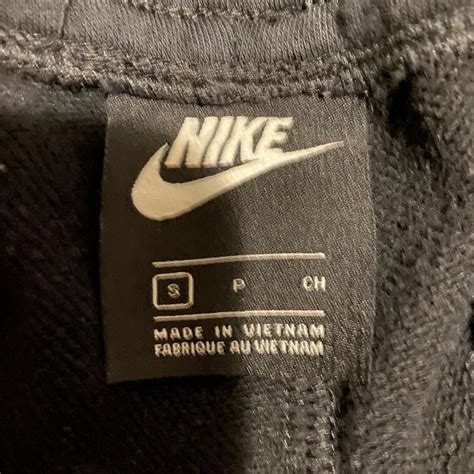 NIKE
S P CH
MADE IN VIETNAM
FABRIQUE AU VIETNAM